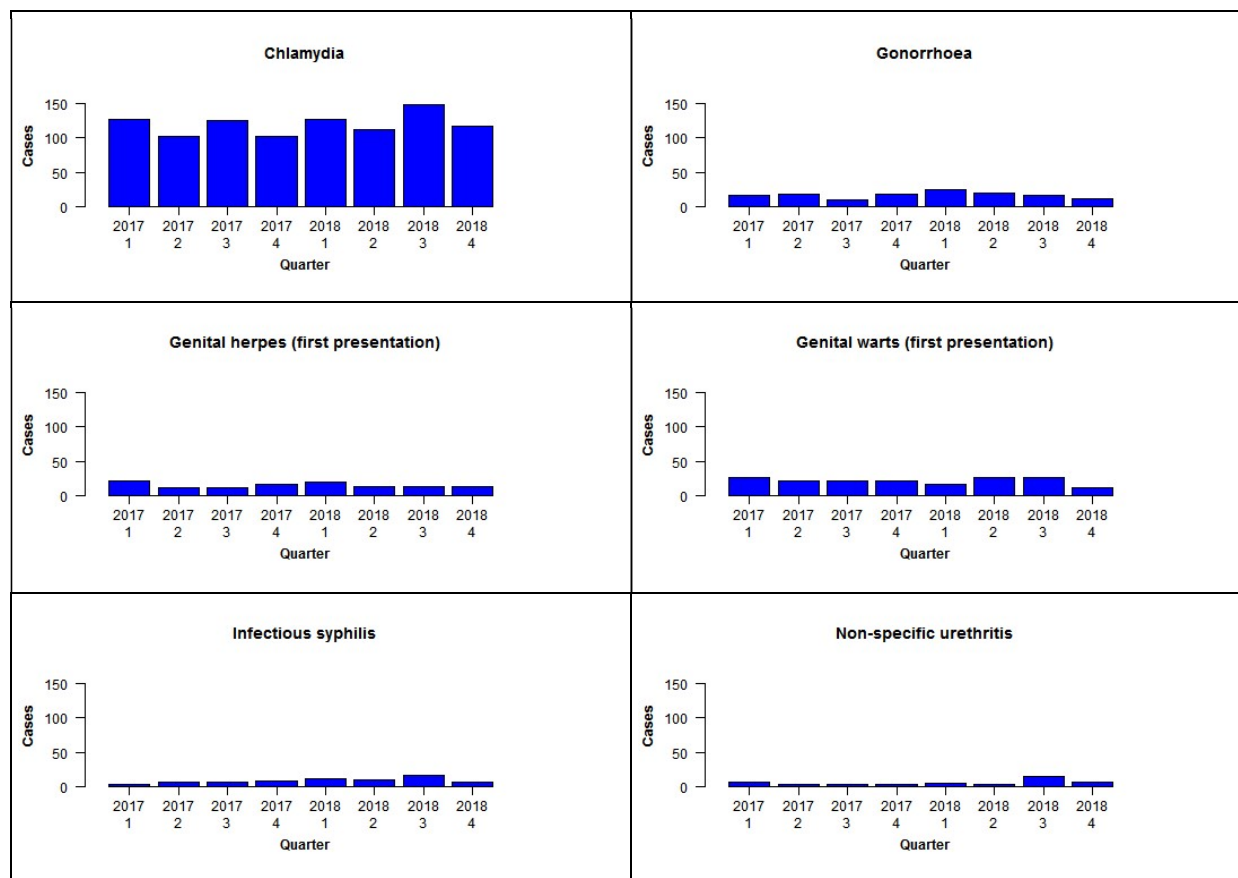 Chlamydia
Cases
150
100
50
0
2017 2017 2017 2017 2018 2018 2018 2018
1 2 3 4 1 2 3 4
Quarter
Gonorrhoea
Cases
150
100
50
0
2017 2017 2017 2017 2018 2018 2018 2018
1 2 3 4 1 2 3 4
Quarter
Genital herpes (first presentation)
Cases
150
100
50
0
2017 2017 2017 2017 2018 2018 2018 2018
1 2 3 4 1 2 3 4
Quarter
Genital warts (first presentation)
Cases
150
100
50
0
2017 2017 2017 2017 2018 2018 2018 2018
1 2 3 4 1 2 3 4
Quarter
Infectious syphilis
Cases
150
100
50
0
2017 2017 2017 2017 2018 2018 2018 2018
1 2 3 4 1 2 3 4
Quarter
Non-specific urethritis
Cases
150
100
50
0
2017 2017 2017 2017 2018 2018 2018 2018
1 2 3 4 1 2 3 4
Quarter